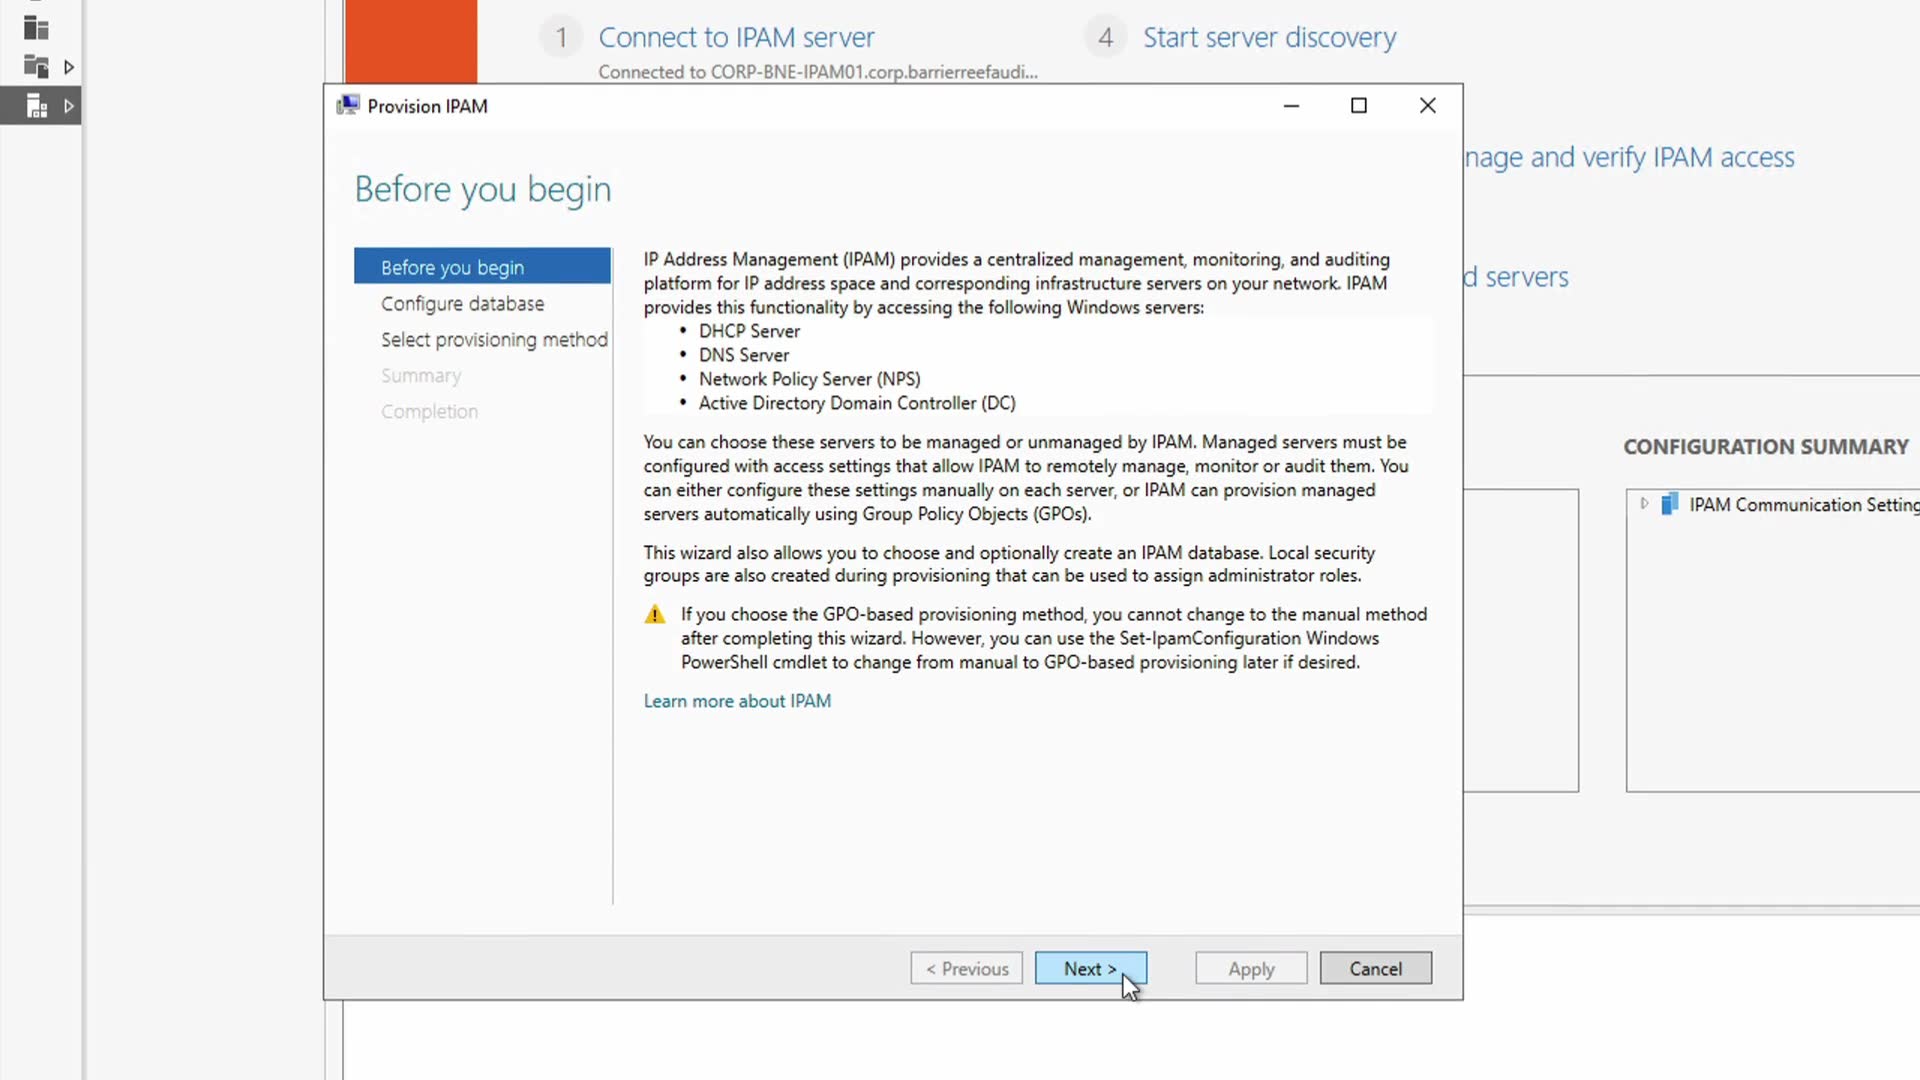 1 Connect to IPAM server
Connected to CORP-BNE-IPAM01.corp.barrierreefaudi...
4 Start server discovery
Provision IPAM
nage and verify IPAM access
d servers
Before you begin
Before you begin
Configure database
Select provisioning method
Summary
Completion
IP Address Management (IPAM) provides a centralized management, monitoring, and auditing
platform for IP address space and corresponding infrastructure servers on your network. IPAM
provides this functionality by accessing the following Windows servers:
• DHCP Server
• DNS Server
• Network Policy Server (NPS)
• Active Directory Domain Controller (DC)
You can choose these servers to be managed or unmanaged by IPAM. Managed servers must be
configured with access settings that allow IPAM to remotely manage, monitor or audit them. You
can either configure these settings manually on each server, or IPAM can provision managed
servers automatically using Group Policy Objects (GPOs).
This wizard also allows you to choose and optionally create an IPAM database. Local security
groups are also created during provisioning that can be used to assign administrator roles.
If you choose the GPO-based provisioning method, you cannot change to the manual method
after completing this wizard. However, you can use the Set-IpamConfiguration Windows
PowerShell cmdlet to change from manual to GPO-based provisioning later if desired.
Learn more about IPAM
CONFIGURATION SUMMARY
IPAM Communication Setting
< Previous
Next >
Apply
Cancel